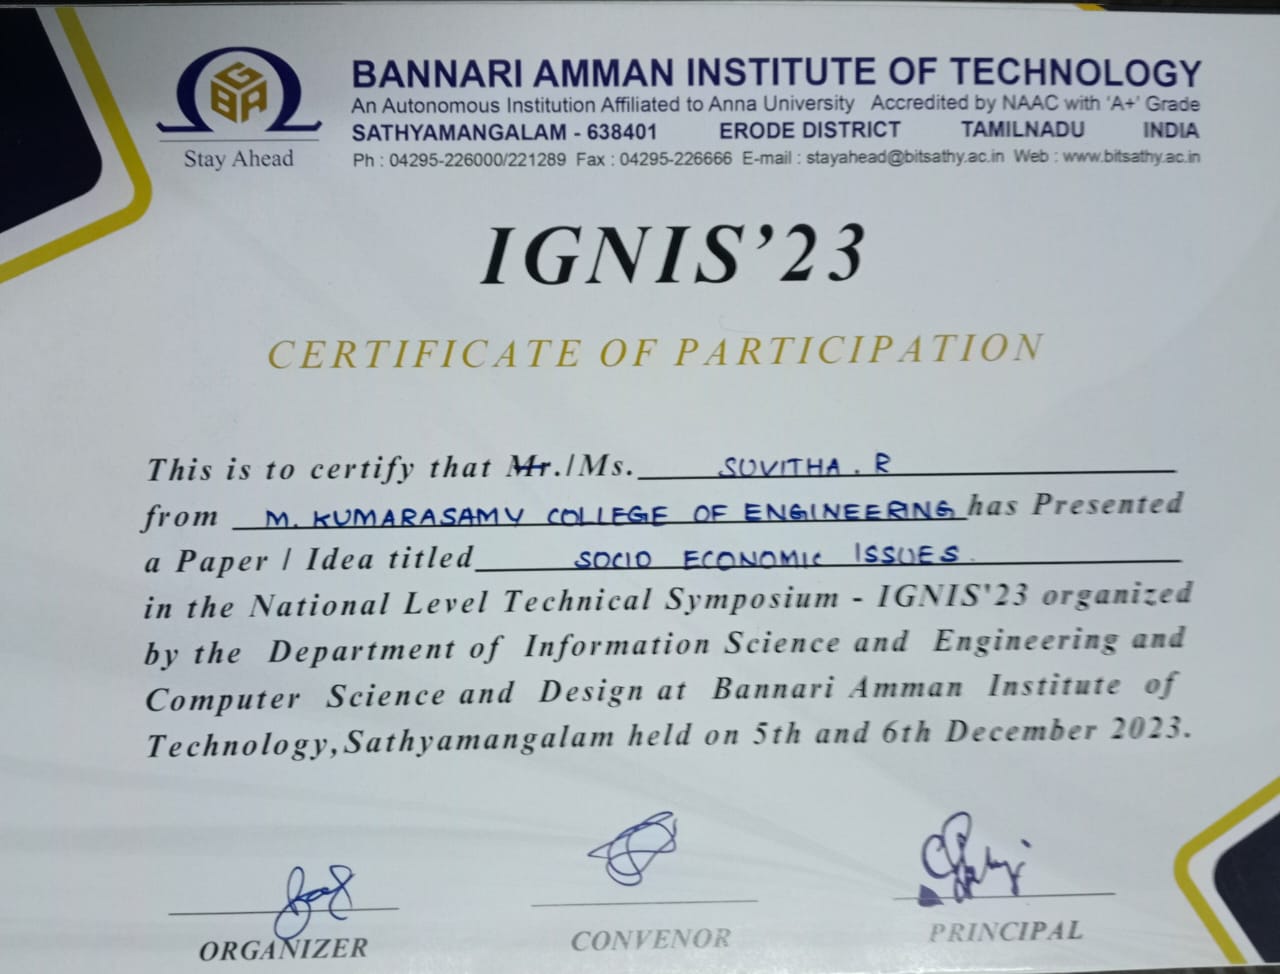 GBA
Stay Ahead
BANNARI AMMAN INSTITUTE OF TECHNOLOGY
An Autonomous Institution Affiliated to Anna University Accredited by NAAC with 'A+' Grade
SATHYAMANGALAM - 638401 ERODE DISTRICT TAMILNADU INDIA
Ph : 04295-226000/221289 Fax : 04295-226666 E-mail : stayahead@bitsathy.ac.in Web : www.bitsathy.ac.in
IGNIS'23
CERTIFICATE OF PARTICIPATION
This is to certify that Mr./Ms. SUVITHA . R
from M. KUMARASAMY COLLEGE OF ENGINEERING has Presented
a Paper / Idea titled SOCIO ECONOMIC ISSUES.
in the National Level Technical Symposium - IGNIS'23 organized
by the Department of Information Science and Engineering and
Computer Science and Design at Bannari Amman Institute of
Technology,Sathyamangalam held on 5th and 6th December 2023.
ORGANIZER CONVENOR PRINCIPAL